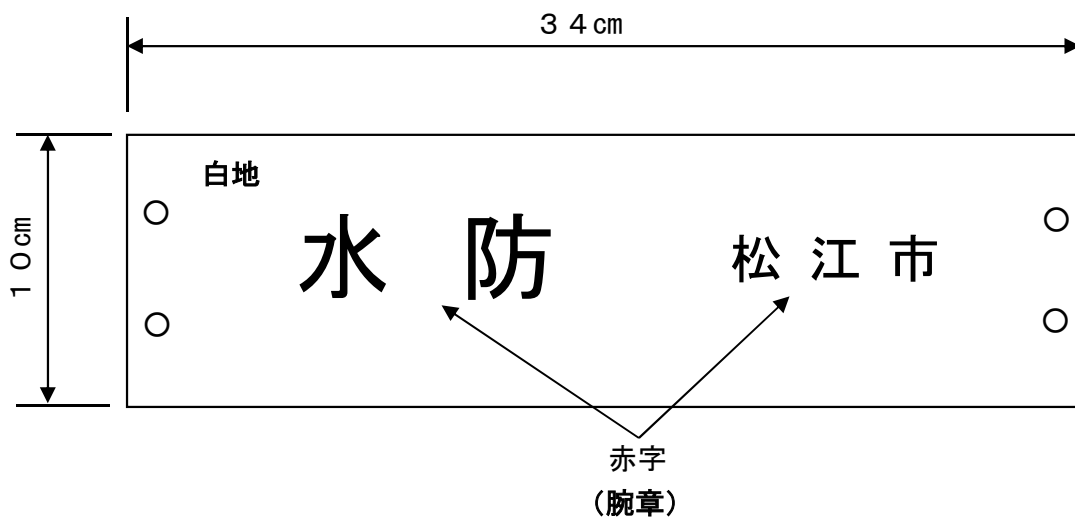 ３４㎝
１０㎝
白地
水 防 松 江 市
赤字
（腕章）